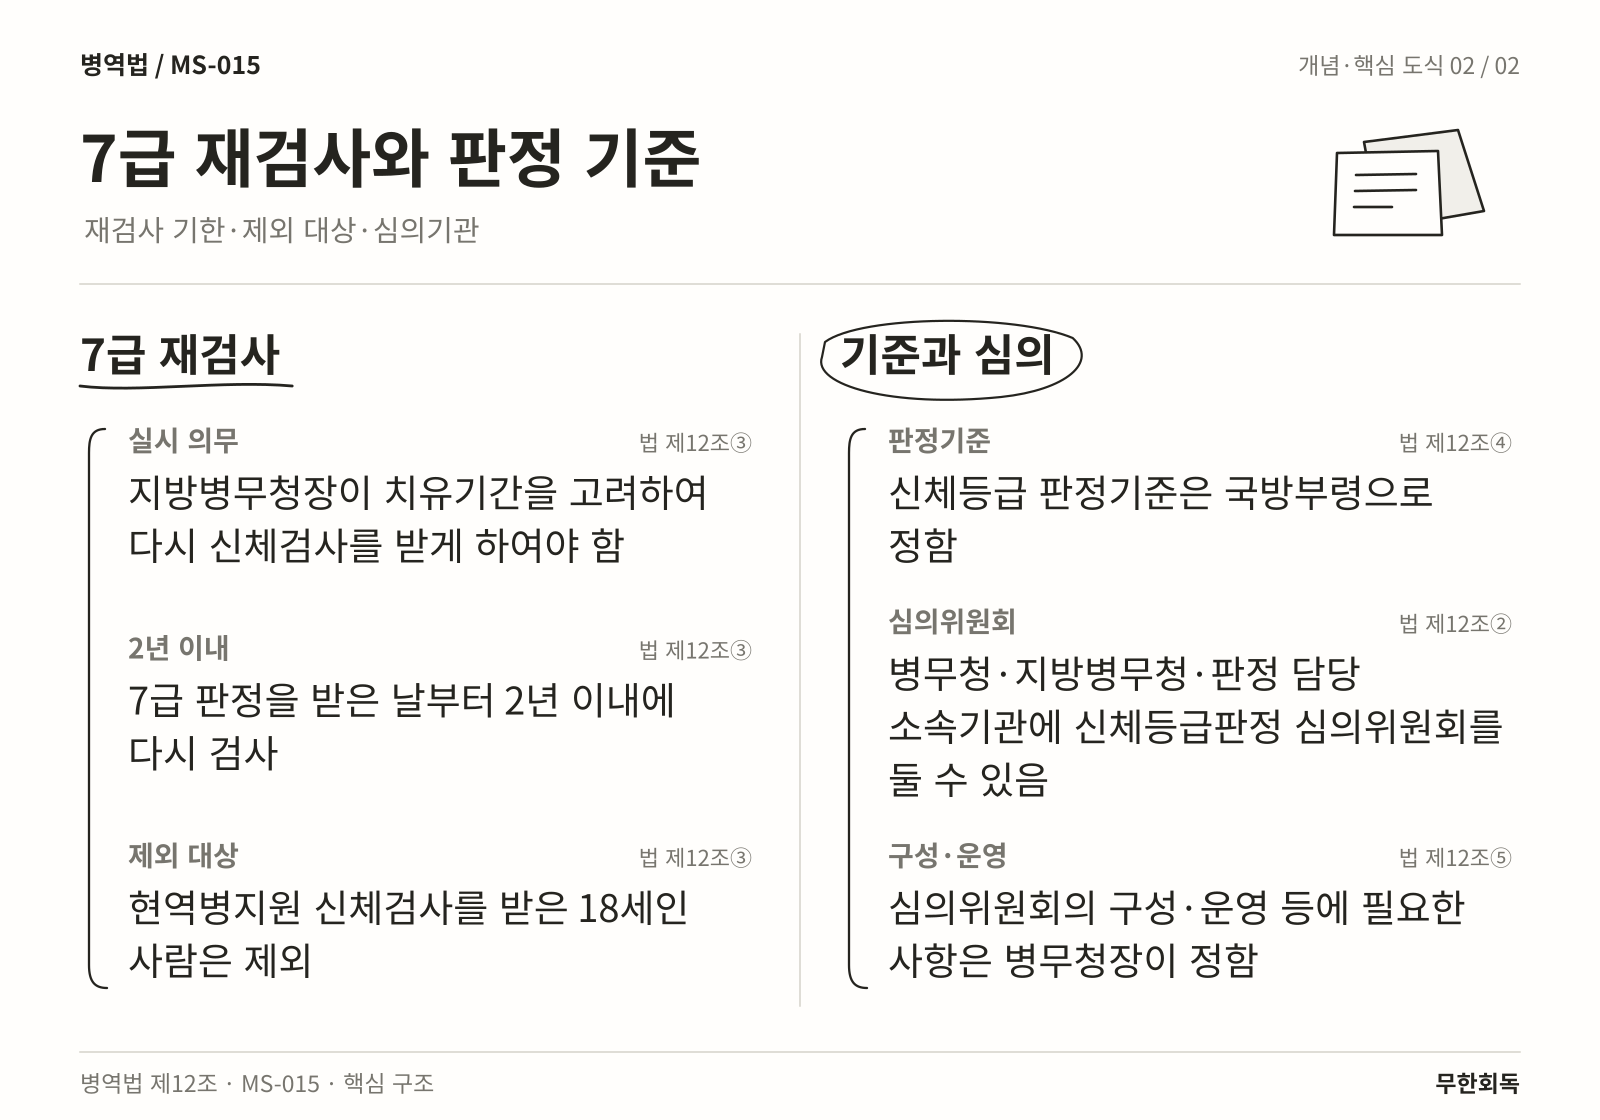 병역법 / MS-015
개념·핵심 도식 02 / 02
7급 재검사와 판정 기준
재검사 기한·제외 대상·심의기관
7급 재검사
실시 의무
법 제12조③
지방병무청장이 치유기간을 고려하여
다시 신체검사를 받게 하여야 함
2년 이내
법 제12조③
7급 판정을 받은 날부터 2년 이내에
다시 검사
제외 대상
법 제12조③
현역병지원 신체검사를 받은 18세인
사람은 제외
기준과 심의
판정기준
법 제12조④
신체등급 판정기준은 국방부령으로
정함
심의위원회
법 제12조②
병무청·지방병무청·판정 담당
소속기관에 신체등급판정 심의위원회를
둘 수 있음
구성·운영
법 제12조⑤
심의위원회의 구성·운영 등에 필요한
사항은 병무청장이 정함
병역법 제12조 · MS-015 · 핵심 구조
무한회독